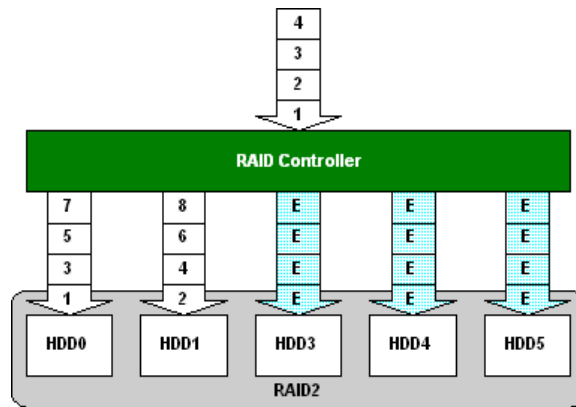 4
3
2
1
RAID Controller
7 8 E E E
5 6 E E E
3 4 E E E
1 2 E E E
HDD0 HDD1 HDD3 HDD4 HDD5
RAID2